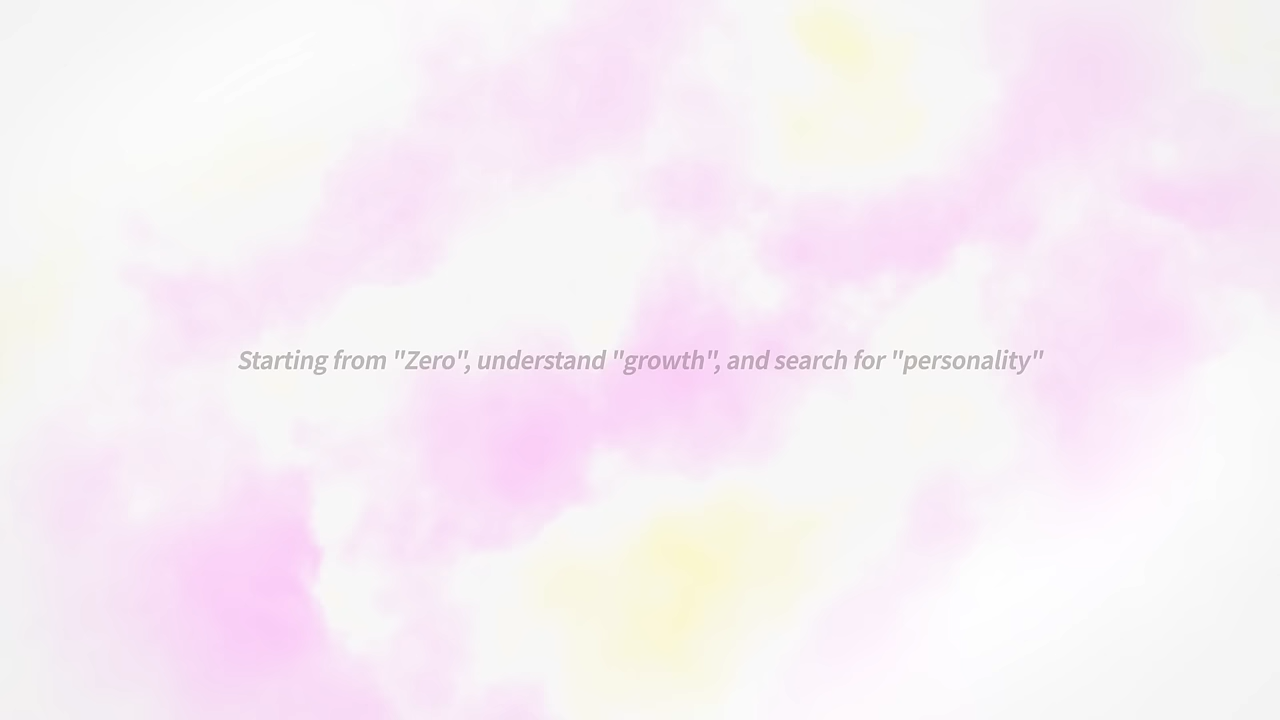 Starting from "Zero", understand "growth", and search for "personality"